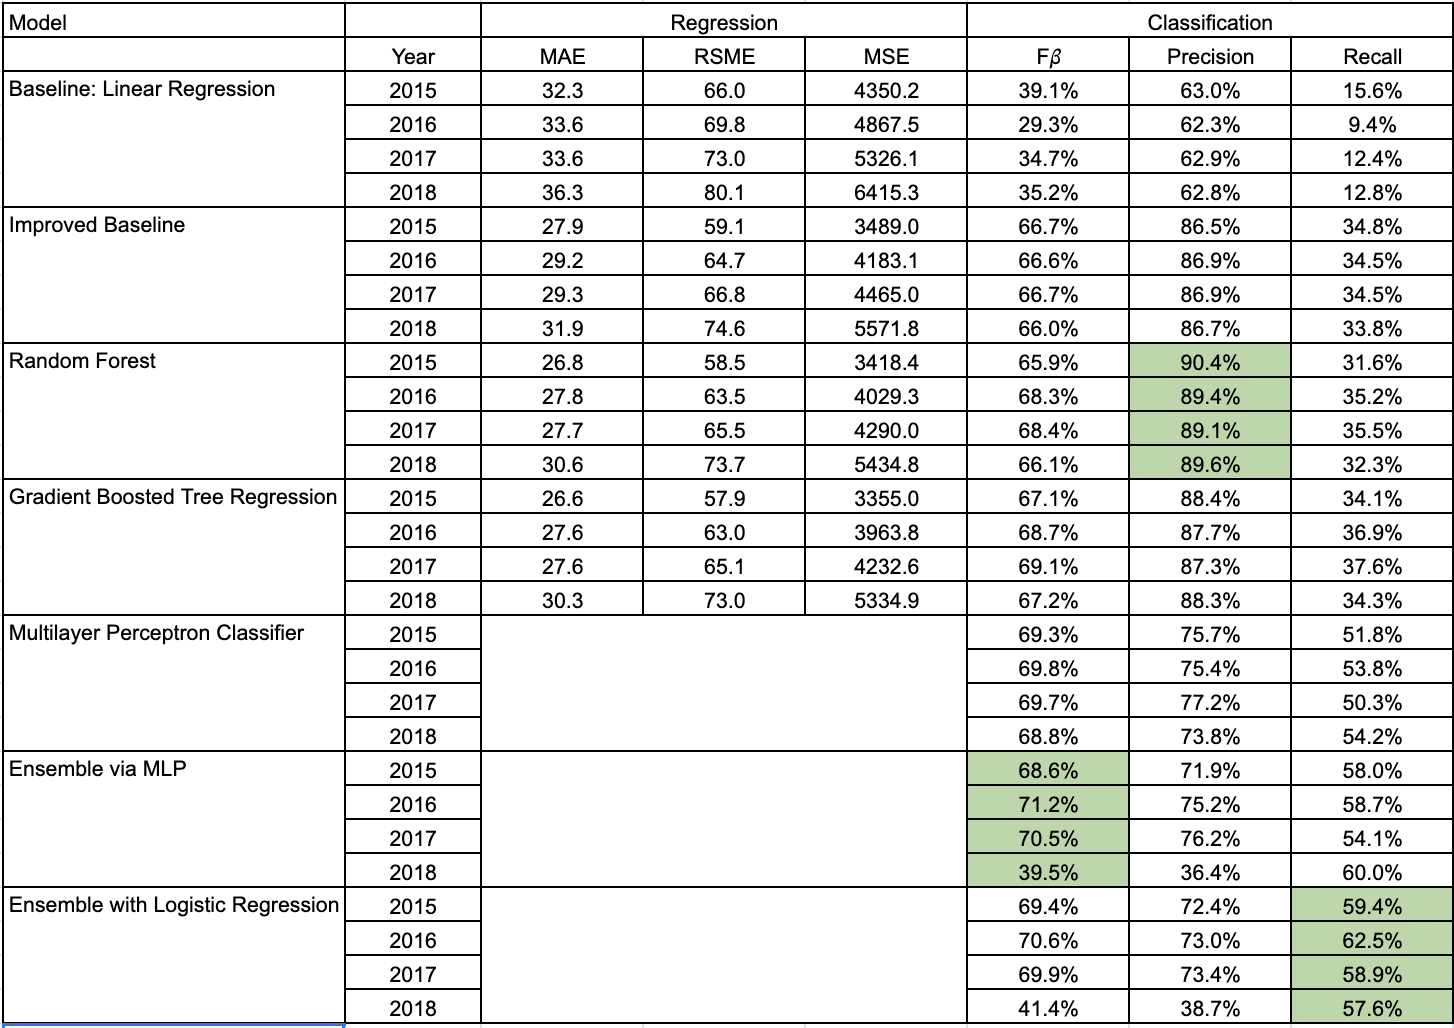 Model Regression Classification
Year MAE RSME MSE Fβ Precision Recall
Baseline: Linear Regression 2015 32.3 66.0 4350.2 39.1% 63.0% 15.6%
2016 33.6 69.8 4867.5 29.3% 62.3% 9.4%
2017 33.6 73.0 5326.1 34.7% 62.9% 12.4%
2018 36.3 80.1 6415.3 35.2% 62.8% 12.8%
Improved Baseline 2015 27.9 59.1 3489.0 66.7% 86.5% 34.8%
2016 29.2 64.7 4183.1 66.6% 86.9% 34.5%
2017 29.3 66.8 4465.0 66.7% 86.9% 34.5%
2018 31.9 74.6 5571.8 66.0% 86.7% 33.8%
Random Forest 2015 26.8 58.5 3418.4 65.9% 90.4% 31.6%
2016 27.8 63.5 4029.3 68.3% 89.4% 35.2%
2017 27.7 65.5 4290.0 68.4% 89.1% 35.5%
2018 30.6 73.7 5434.8 66.1% 89.6% 32.3%
Gradient Boosted Tree Regression 2015 26.6 57.9 3355.0 67.1% 88.4% 34.1%
2016 27.6 63.0 3963.8 68.7% 87.7% 36.9%
2017 27.6 65.1 4232.6 69.1% 87.3% 37.6%
2018 30.3 73.0 5334.9 67.2% 88.3% 34.3%
Multilayer Perceptron Classifier 2015 69.3% 75.7% 51.8%
2016 69.8% 75.4% 53.8%
2017 69.7% 77.2% 50.3%
2018 68.8% 73.8% 54.2%
Ensemble via MLP 2015 68.6% 71.9% 58.0%
2016 71.2% 75.2% 58.7%
2017 70.5% 76.2% 54.1%
2018 39.5% 36.4% 60.0%
Ensemble with Logistic Regression 2015 69.4% 72.4% 59.4%
2016 70.6% 73.0% 62.5%
2017 69.9% 73.4% 58.9%
2018 41.4% 38.7% 57.6%